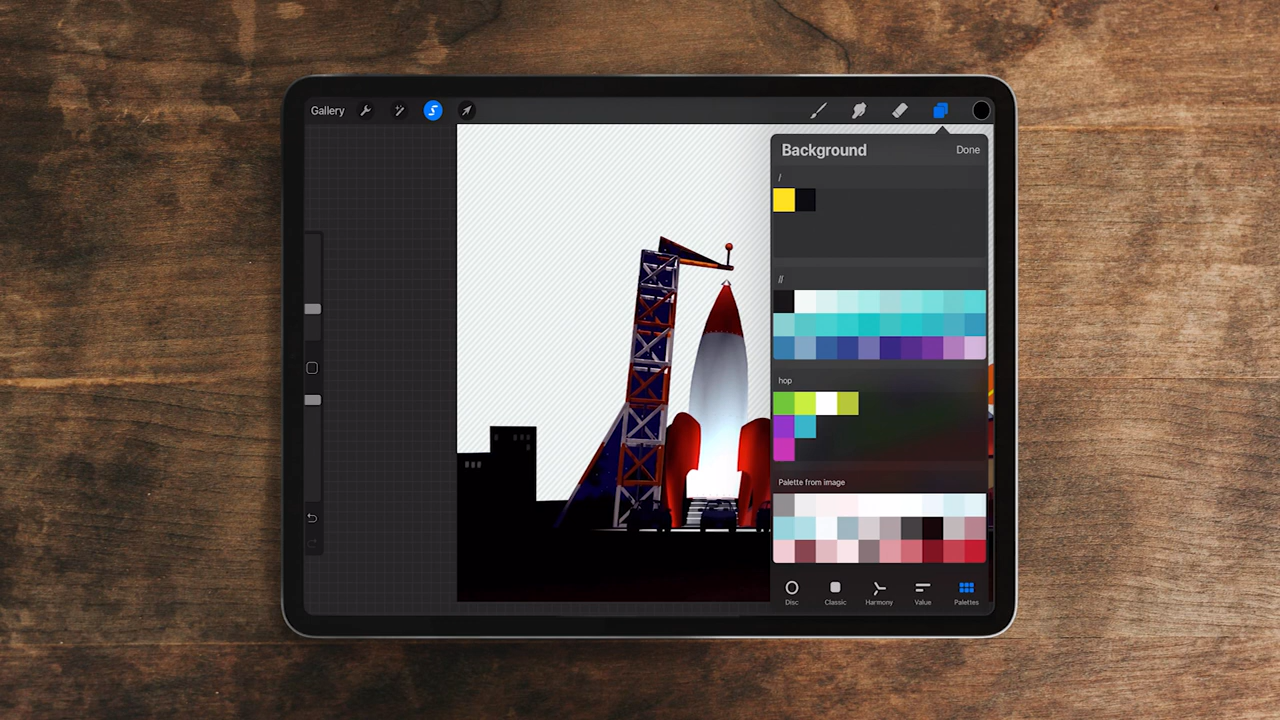 Gallery
Background
Done
/
//
hop
Palette from image
Disc
Classic
Harmony
Value
Palettes